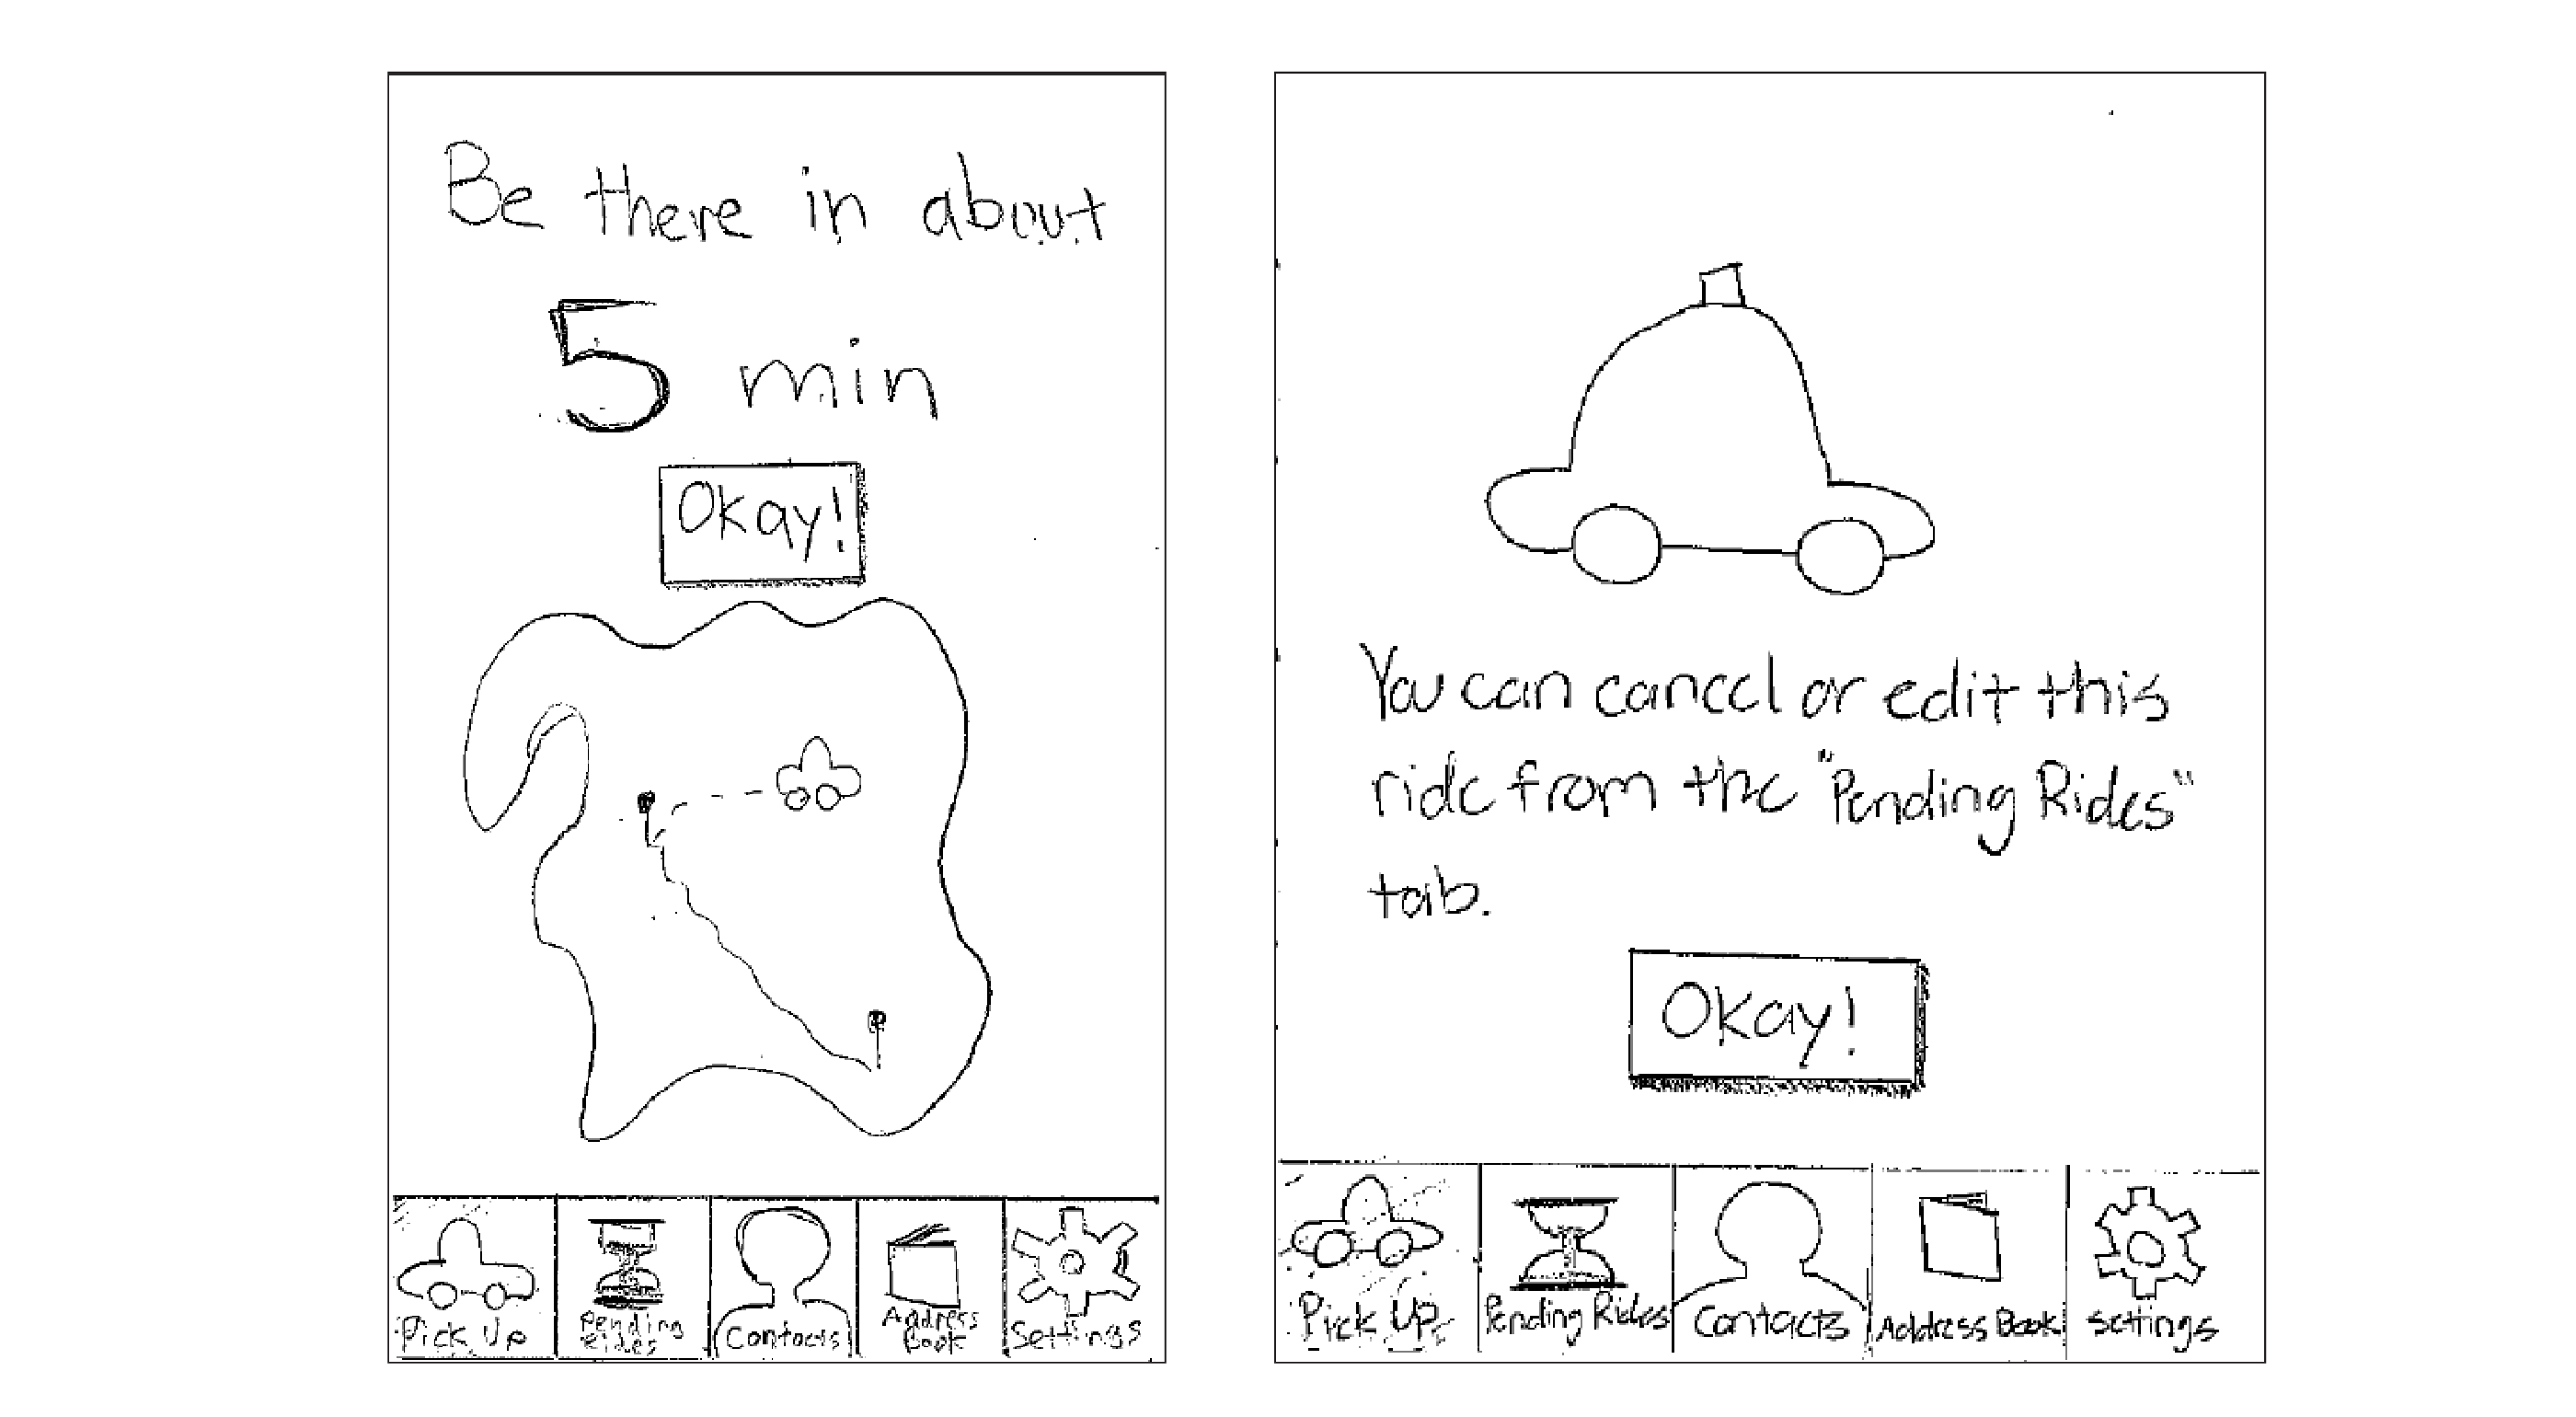 Be there in about
5 min
Okay!
Pick Up
Pending
Rides
Contacts
Address
Book
Settings
You can cancel or edit this
ride from the "Pending Rides"
tab.
Okay!
Pick Up
Pending Rides
Contacts
Address Book
settings